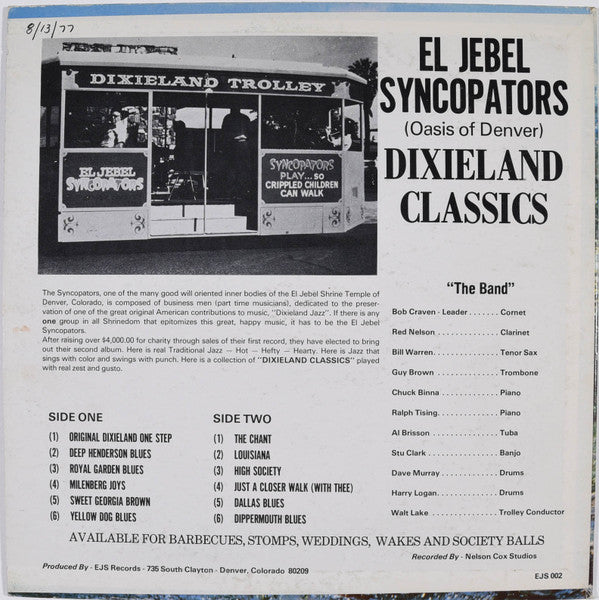 8/13/77
DIXIELAND TROLLEY
EL JEBEL
SYNCOPATORS
SYNCOPATORS
PLAY...SO
CRIPPLED CHILDREN
CAN WALK
EL JEBEL
SYNCOPATORS
(Oasis of Denver)
DIXIELAND
CLASSICS
The Syncopators, one of the many good will oriented inner bodies of the El Jebel Shrine Temple of
Denver, Colorado, is composed of business men (part time musicians), dedicated to the preser-
vation of one of the great original American contributions to music, "Dixieland Jazz". If there is any
one group in all Shrinedom that epitomizes this great, happy music, it has to be the El Jebel
Syncopators.
After raising over $4,000.00 for charity through sales of their first record, they have elected to bring
out their second album. Here is real Traditional Jazz — Hot — Hefty — Hearty. Here is Jazz that
sings with color and swings with punch. Here is a collection of "DIXIELAND CLASSICS" played
with real zest and gusto.
"The Band"
Bob Craven - Leader ....... Cornet
Red Nelson ............. Clarinet
Bill Warren ............. Tenor Sax
Guy Brown ............. Trombone
Chuck Binna ............. Piano
Ralph Tising ............. Piano
Al Brisson ............. Tuba
Stu Clark ............. Banjo
Dave Murray ............. Drums
Harry Logan ............. Drums
Walt Lake ............. Trolley Conductor
SIDE ONE
(1) ORIGINAL DIXIELAND ONE STEP
(2) DEEP HENDERSON BLUES
(3) ROYAL GARDEN BLUES
(4) MILENBERG JOYS
(5) SWEET GEORGIA BROWN
(6) YELLOW DOG BLUES
SIDE TWO
(1) THE CHANT
(2) LOUISIANA
(3) HIGH SOCIETY
(4) JUST A CLOSER WALK (WITH THEE)
(5) DALLAS BLUES
(6) DIPPERMOUTH BLUES
AVAILABLE FOR BARBECUES, STOMPS, WEDDINGS, WAKES AND SOCIETY BALLS
Recorded By - Nelson Cox Studios
Produced By - EJS Records - 735 South Clayton - Denver, Colorado 80209
EJS 002